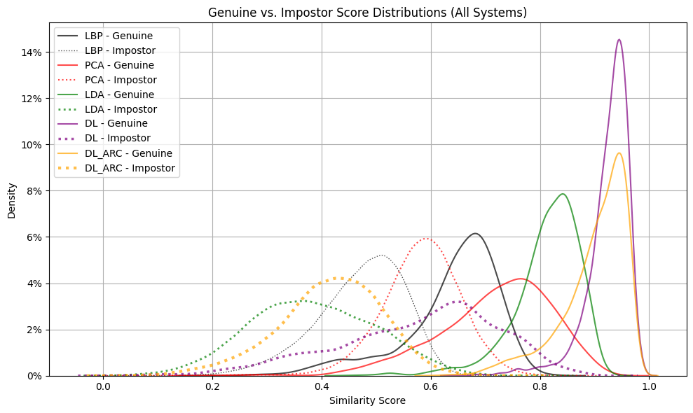 Genuine vs. Impostor Score Distributions (All Systems)
LBP - Genuine
LBP - Impostor
PCA - Genuine
PCA - Impostor
LDA - Genuine
LDA - Impostor
DL - Genuine
DL - Impostor
DL_ARC - Genuine
DL_ARC - Impostor
Density
14%
12%
10%
8%
6%
4%
2%
0%
0.0 0.2 0.4 0.6 0.8 1.0
Similarity Score